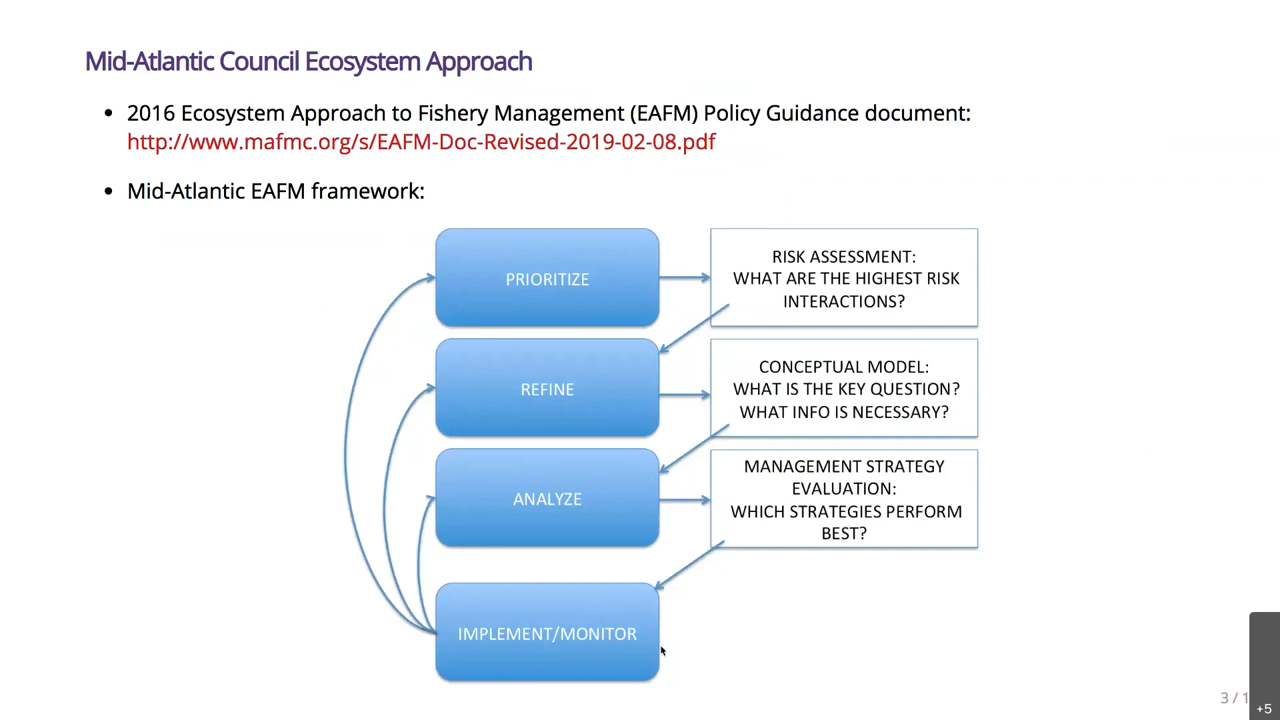 Mid-Atlantic Council Ecosystem Approach
• 2016 Ecosystem Approach to Fishery Management (EAFM) Policy Guidance document:
http://www.mafmc.org/s/EAFM-Doc-Revised-2019-02-08.pdf
• Mid-Atlantic EAFM framework:
PRIORITIZE
RISK ASSESSMENT:
WHAT ARE THE HIGHEST RISK
INTERACTIONS?
REFINE
CONCEPTUAL MODEL:
WHAT IS THE KEY QUESTION?
WHAT INFO IS NECESSARY?
ANALYZE
MANAGEMENT STRATEGY
EVALUATION:
WHICH STRATEGIES PERFORM
BEST?
IMPLEMENT/MONITOR
3 / 1
+5